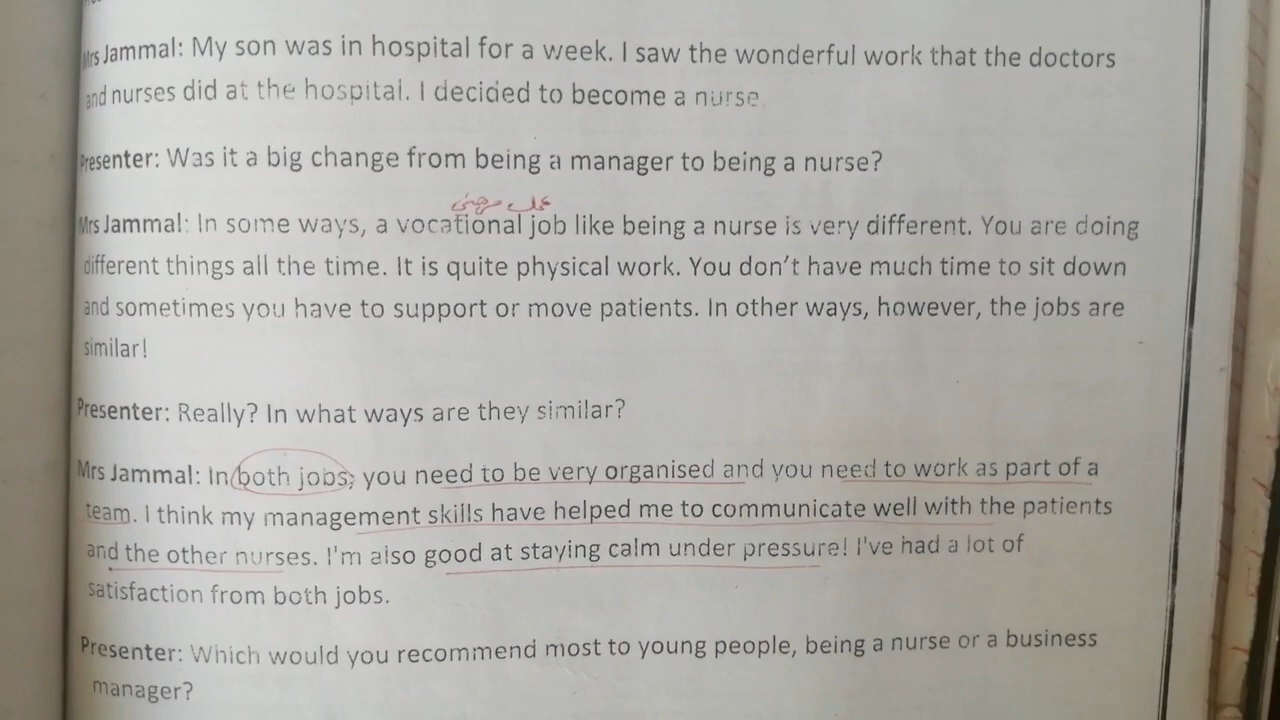 Mrs Jammal: My son was in hospital for a week. I saw the wonderful work that the doctors
and nurses did at the hospital. I decided to become a nurse.
Presenter: Was it a big change from being a manager to being a nurse?
عمل مهني
Mrs Jammal: In some ways, a vocational job like being a nurse is very different. You are doing
different things all the time. It is quite physical work. You don't have much time to sit down
and sometimes you have to support or move patients. In other ways, however, the jobs are
similar!
Presenter: Really? In what ways are they similar?
Mrs Jammal: In both jobs, you need to be very organised and you need to work as part of a
team. I think my management skills have helped me to communicate well with the patients
and the other nurses. I'm also good at staying calm under pressure! I've had a lot of
satisfaction from both jobs.
Presenter: Which would you recommend most to young people, being a nurse or a business
manager?